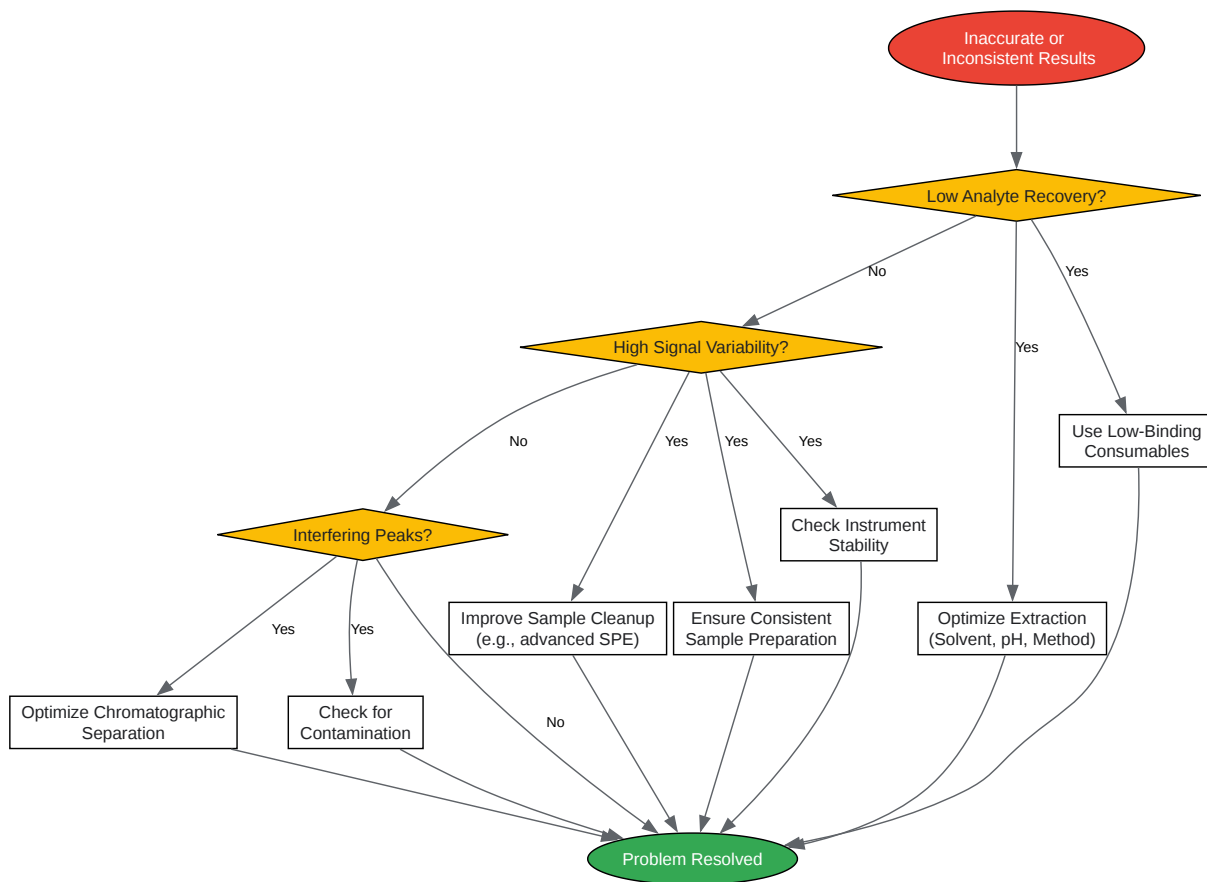 Inaccurate or
Inconsistent Results
Low Analyte Recovery?
No
Yes
Yes
High Signal Variability?
Use Low-Binding
Consumables
No
Yes
Yes
Yes
Interfering Peaks?
Check Instrument
Stability
Improve Sample Cleanup
(e.g., advanced SPE)
Ensure Consistent
Sample Preparation
Optimize Extraction
(Solvent, pH, Method)
Yes
Yes
No
Optimize Chromatographic
Separation
Check for
Contamination
Problem Resolved